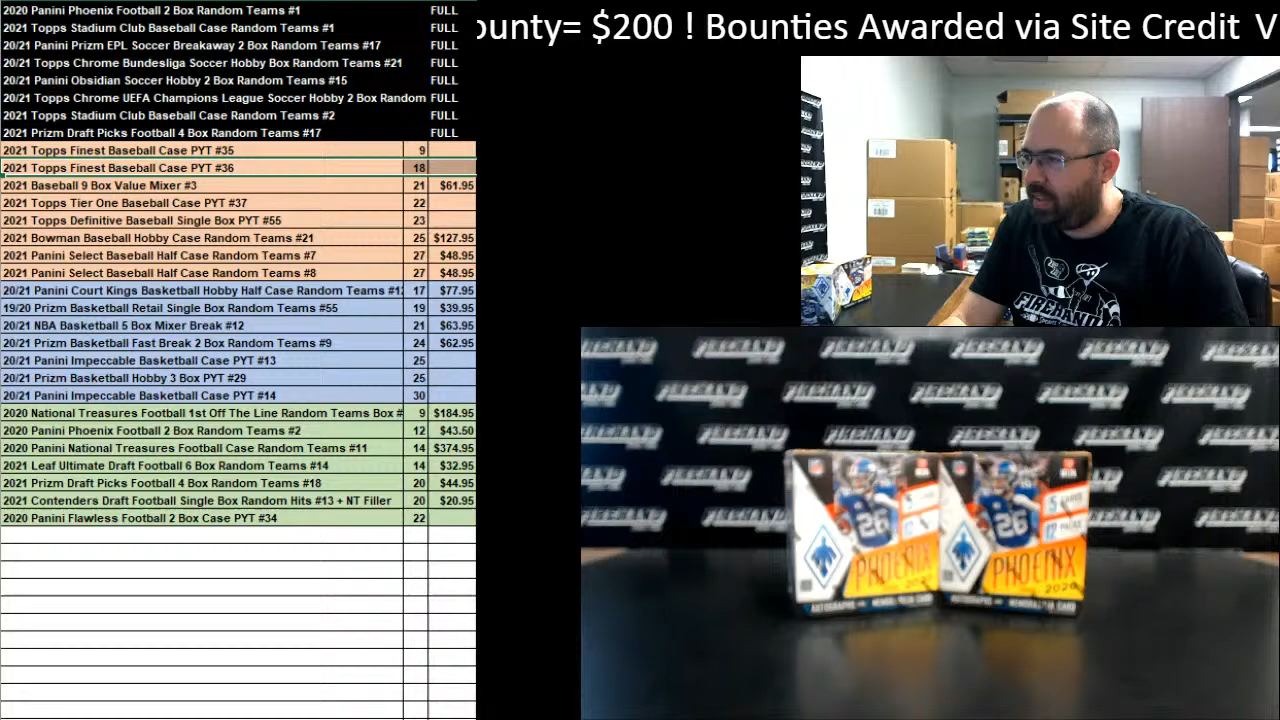 2020 Panini Phoenix Football 2 Box Random Teams #1 FULL
2021 Topps Stadium Club Baseball Case Random Teams #1 FULL
20/21 Panini Prizm EPL Soccer Breakaway 2 Box Random Teams #17 FULL
20/21 Topps Chrome Bundesliga Soccer Hobby Box Random Teams #21 FULL
20/21 Panini Obsidian Soccer Hobby 2 Box Random Teams #15 FULL
20/21 Topps Chrome UEFA Champions League Soccer Hobby 2 Box Random FULL
2021 Topps Stadium Club Baseball Case Random Teams #2 FULL
2021 Prizm Draft Picks Football 4 Box Random Teams #17 FULL
2021 Topps Finest Baseball Case PYT #35 9
2021 Topps Finest Baseball Case PYT #36 18
2021 Baseball 9 Box Value Mixer #3 21 $61.95
2021 Topps Tier One Baseball Case PYT #37 22
2021 Topps Definitive Baseball Single Box PYT #55 23
2021 Bowman Baseball Hobby Case Random Teams #21 25 $127.95
2021 Panini Select Baseball Half Case Random Teams #7 27 $48.95
2021 Panini Select Baseball Half Case Random Teams #8 27 $48.95
20/21 Panini Court Kings Basketball Hobby Half Case Random Teams 17 $77.95
19/20 Prizm Basketball Retail Single Box Random Teams #55 19 $39.95
20/21 NBA Basketball 5 Box Mixer Break #12 21 $63.95
20/21 Prizm Basketball Fast Break 2 Box Random Teams #9 24 $62.95
20/21 Panini Impeccable Basketball Case PYT #13 25
20/21 Prizm Basketball Hobby 3 Box PYT #29 25
20/21 Panini Impeccable Basketball Case PYT #14 30
2020 National Treasures Football 1st Off The Line Random Teams Box # 9 $184.95
2020 Panini Phoenix Football 2 Box Random Teams #2 12 $43.50
2020 Panini National Treasures Football Case Random Teams #11 14 $374.95
2021 Leaf Ultimate Draft Football 6 Box Random Teams #14 14 $32.95
2021 Prizm Draft Picks Football 4 Box Random Teams #18 20 $44.95
2021 Contenders Draft Football Single Box Random Hits #13 + NT Filler 20 $20.95
2020 Panini Flawless Football 2 Box Case PYT #34 22
ounty= $200 ! Bounties Awarded via Site Credit V
FIREHAND
26
PHOENIX
26
PHOENIX
2020